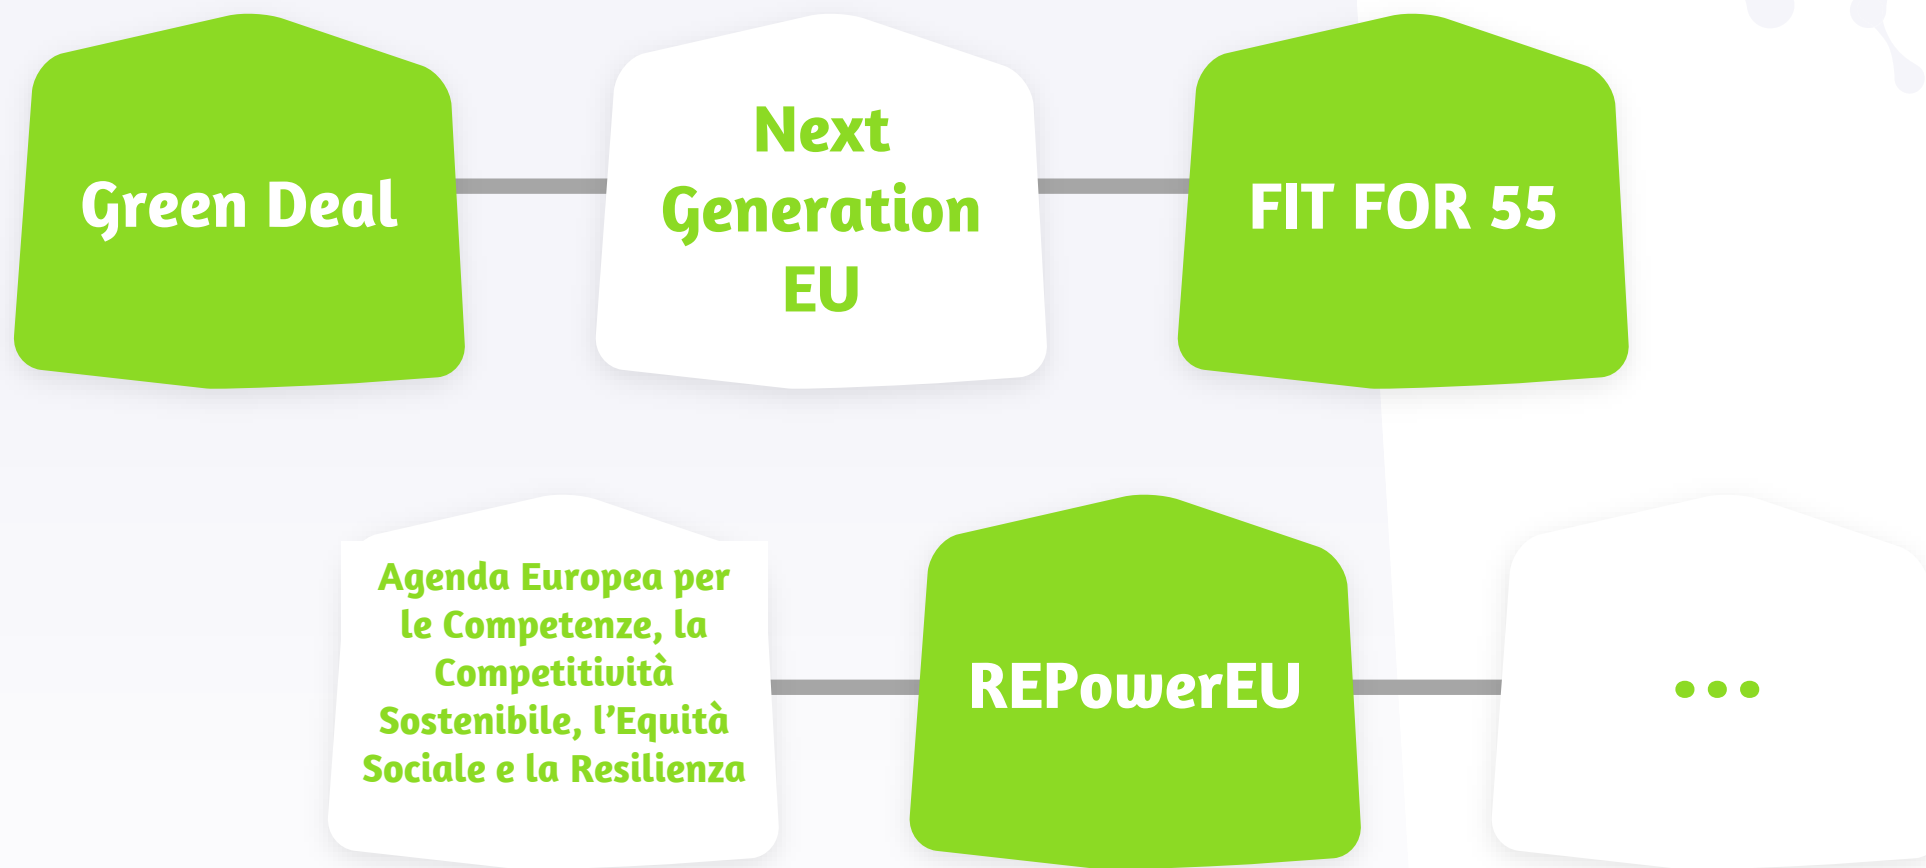 Green Deal
Next
Generation
EU
FIT FOR 55
Agenda Europea per
le Competenze, la
Competitività
Sostenibile, l’Equità
Sociale e la Resilienza
REPowerEU
...